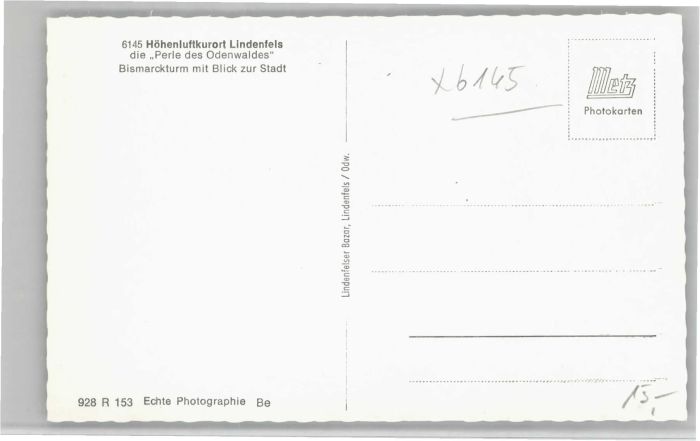 6145 Höhenluftkurort Lindenfels
die „Perle des Odenwaldes"
Bismarckturm mit Blick zur Stadt
x6145
Metz
Photokarten
Lindenfelser Bazar, Lindenfels / Odw.
928 R 153 Echte Photographie Be
15,-